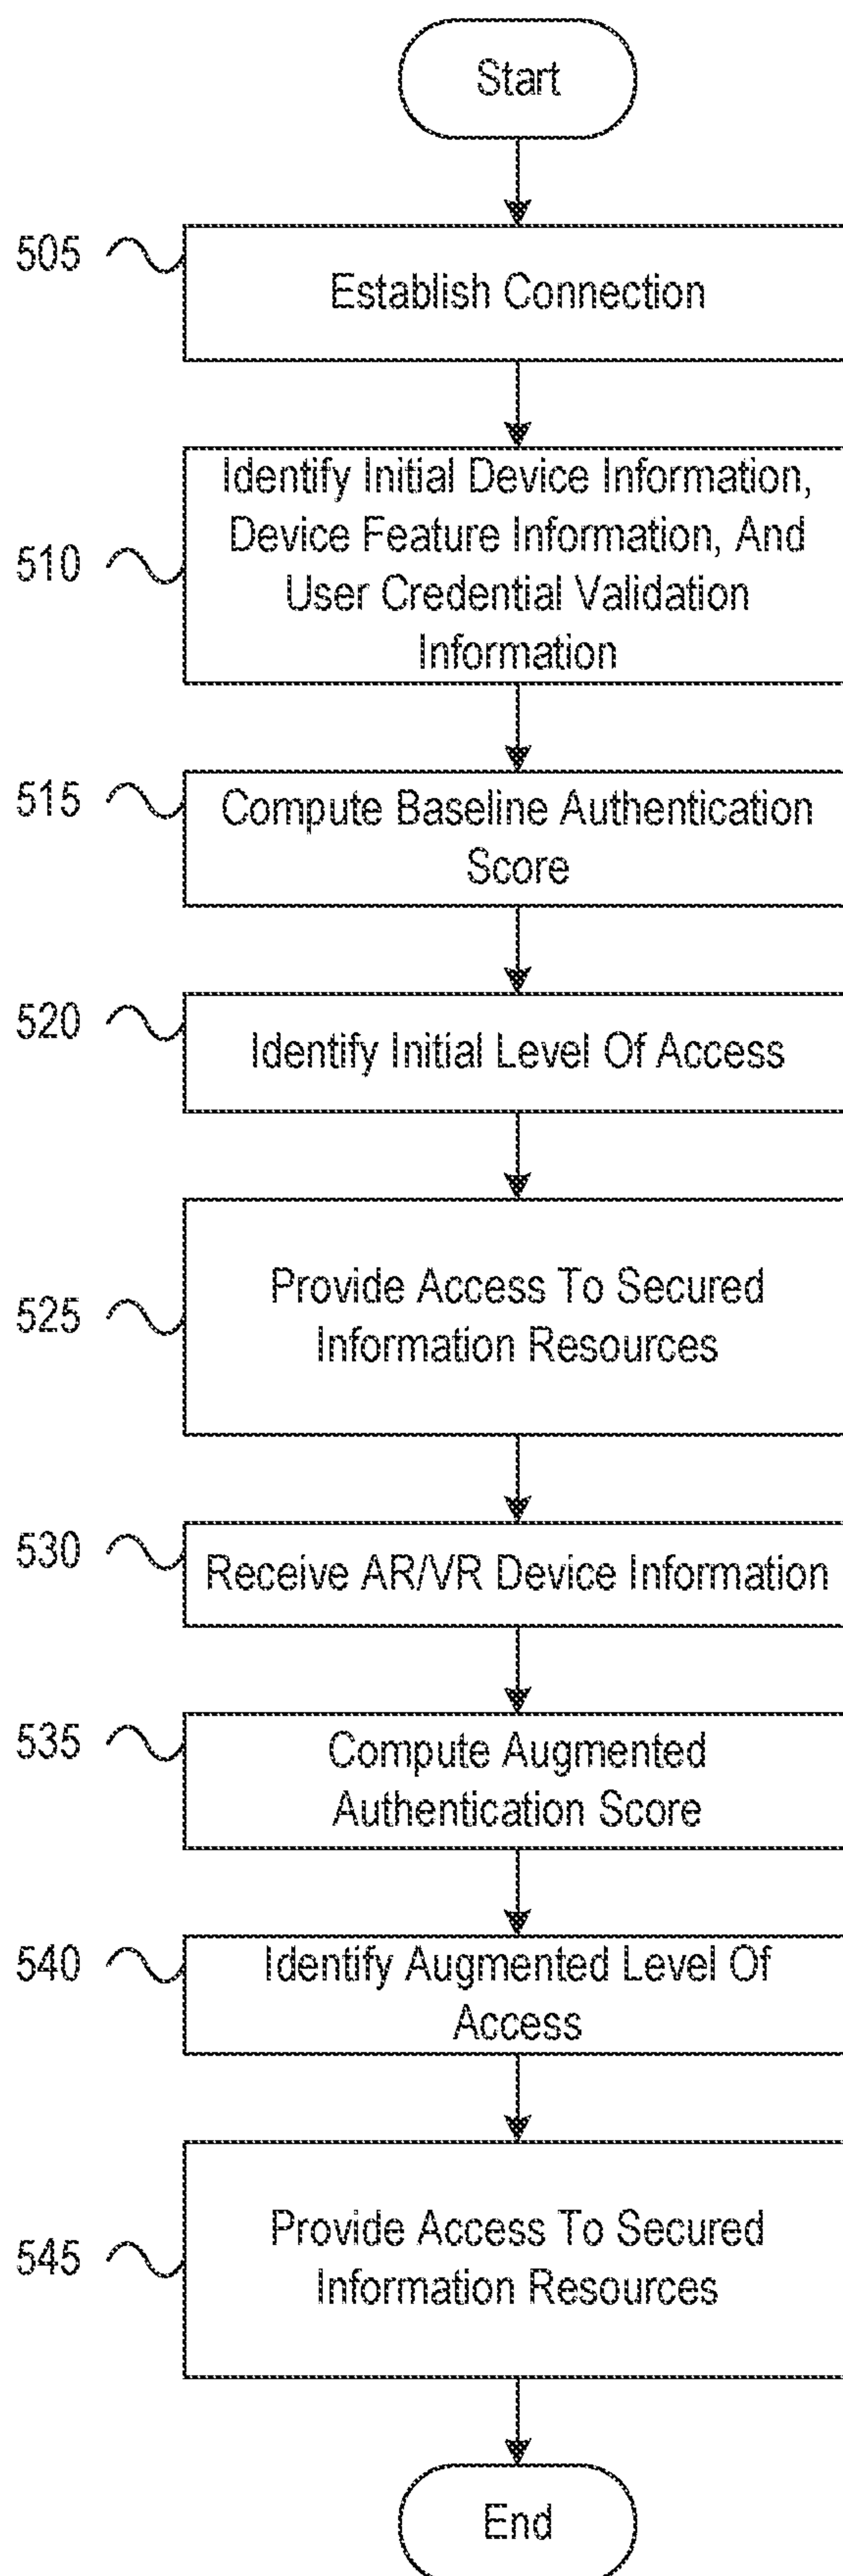 Start
505
Establish Connection
510
Identify Initial Device Information,
Device Feature Information, And
User Credential Validation
Information
515
Compute Baseline Authentication
Score
520
Identify Initial Level Of Access
525
Provide Access To Secured
Information Resources
530
Receive AR/VR Device Information
535
Compute Augmented
Authentication Score
540
Identify Augmented Level Of
Access
545
Provide Access To Secured
Information Resources
End